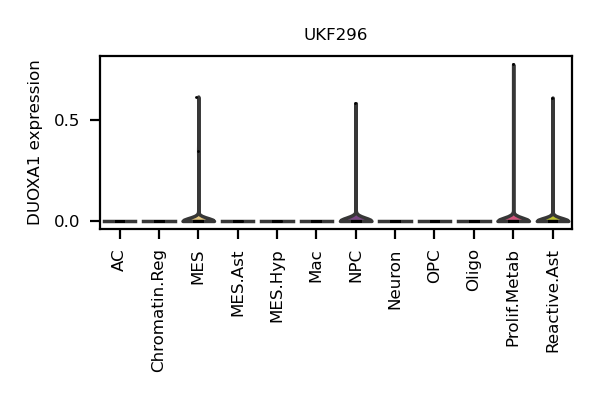 UKF296
DUOXA1 expression
0.5
0.0
AC
Chromatin.Reg
MES
MES.Ast
MES.Hyp
Mac
NPC
Neuron
OPC
Oligo
Prolif.Metab
Reactive.Ast